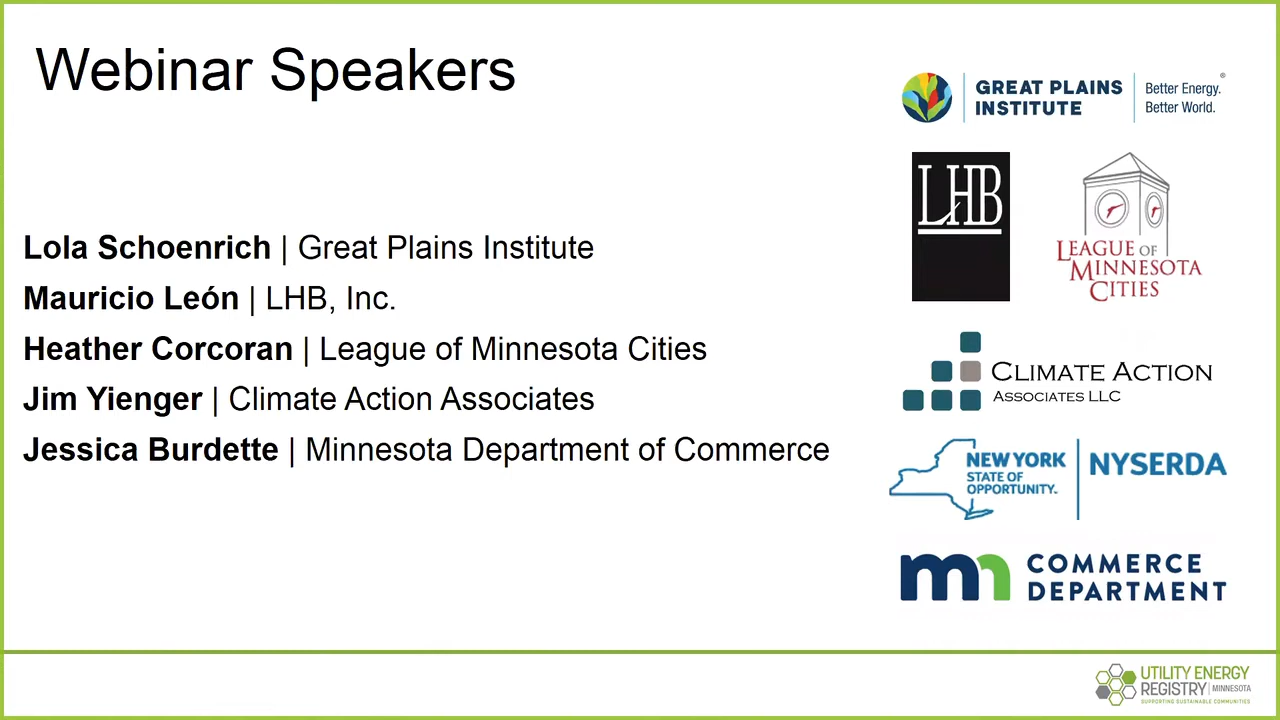 Webinar Speakers
Lola Schoenrich | Great Plains Institute
Mauricio León | LHB, Inc.
Heather Corcoran | League of Minnesota Cities
Jim Yienger | Climate Action Associates
Jessica Burdette | Minnesota Department of Commerce
GREAT PLAINS
INSTITUTE
Better Energy.
Better World.
®
LHB
LEAGUE OF
MINNESOTA
CITIES
CLIMATE ACTION
ASSOCIATES LLC
NEW YORK
STATE OF
OPPORTUNITY.
NYSERDA
mn
COMMERCE
DEPARTMENT
UTILITY ENERGY
REGISTRY | MINNESOTA
SUPPORTING SUSTAINABLE COMMUNITIES